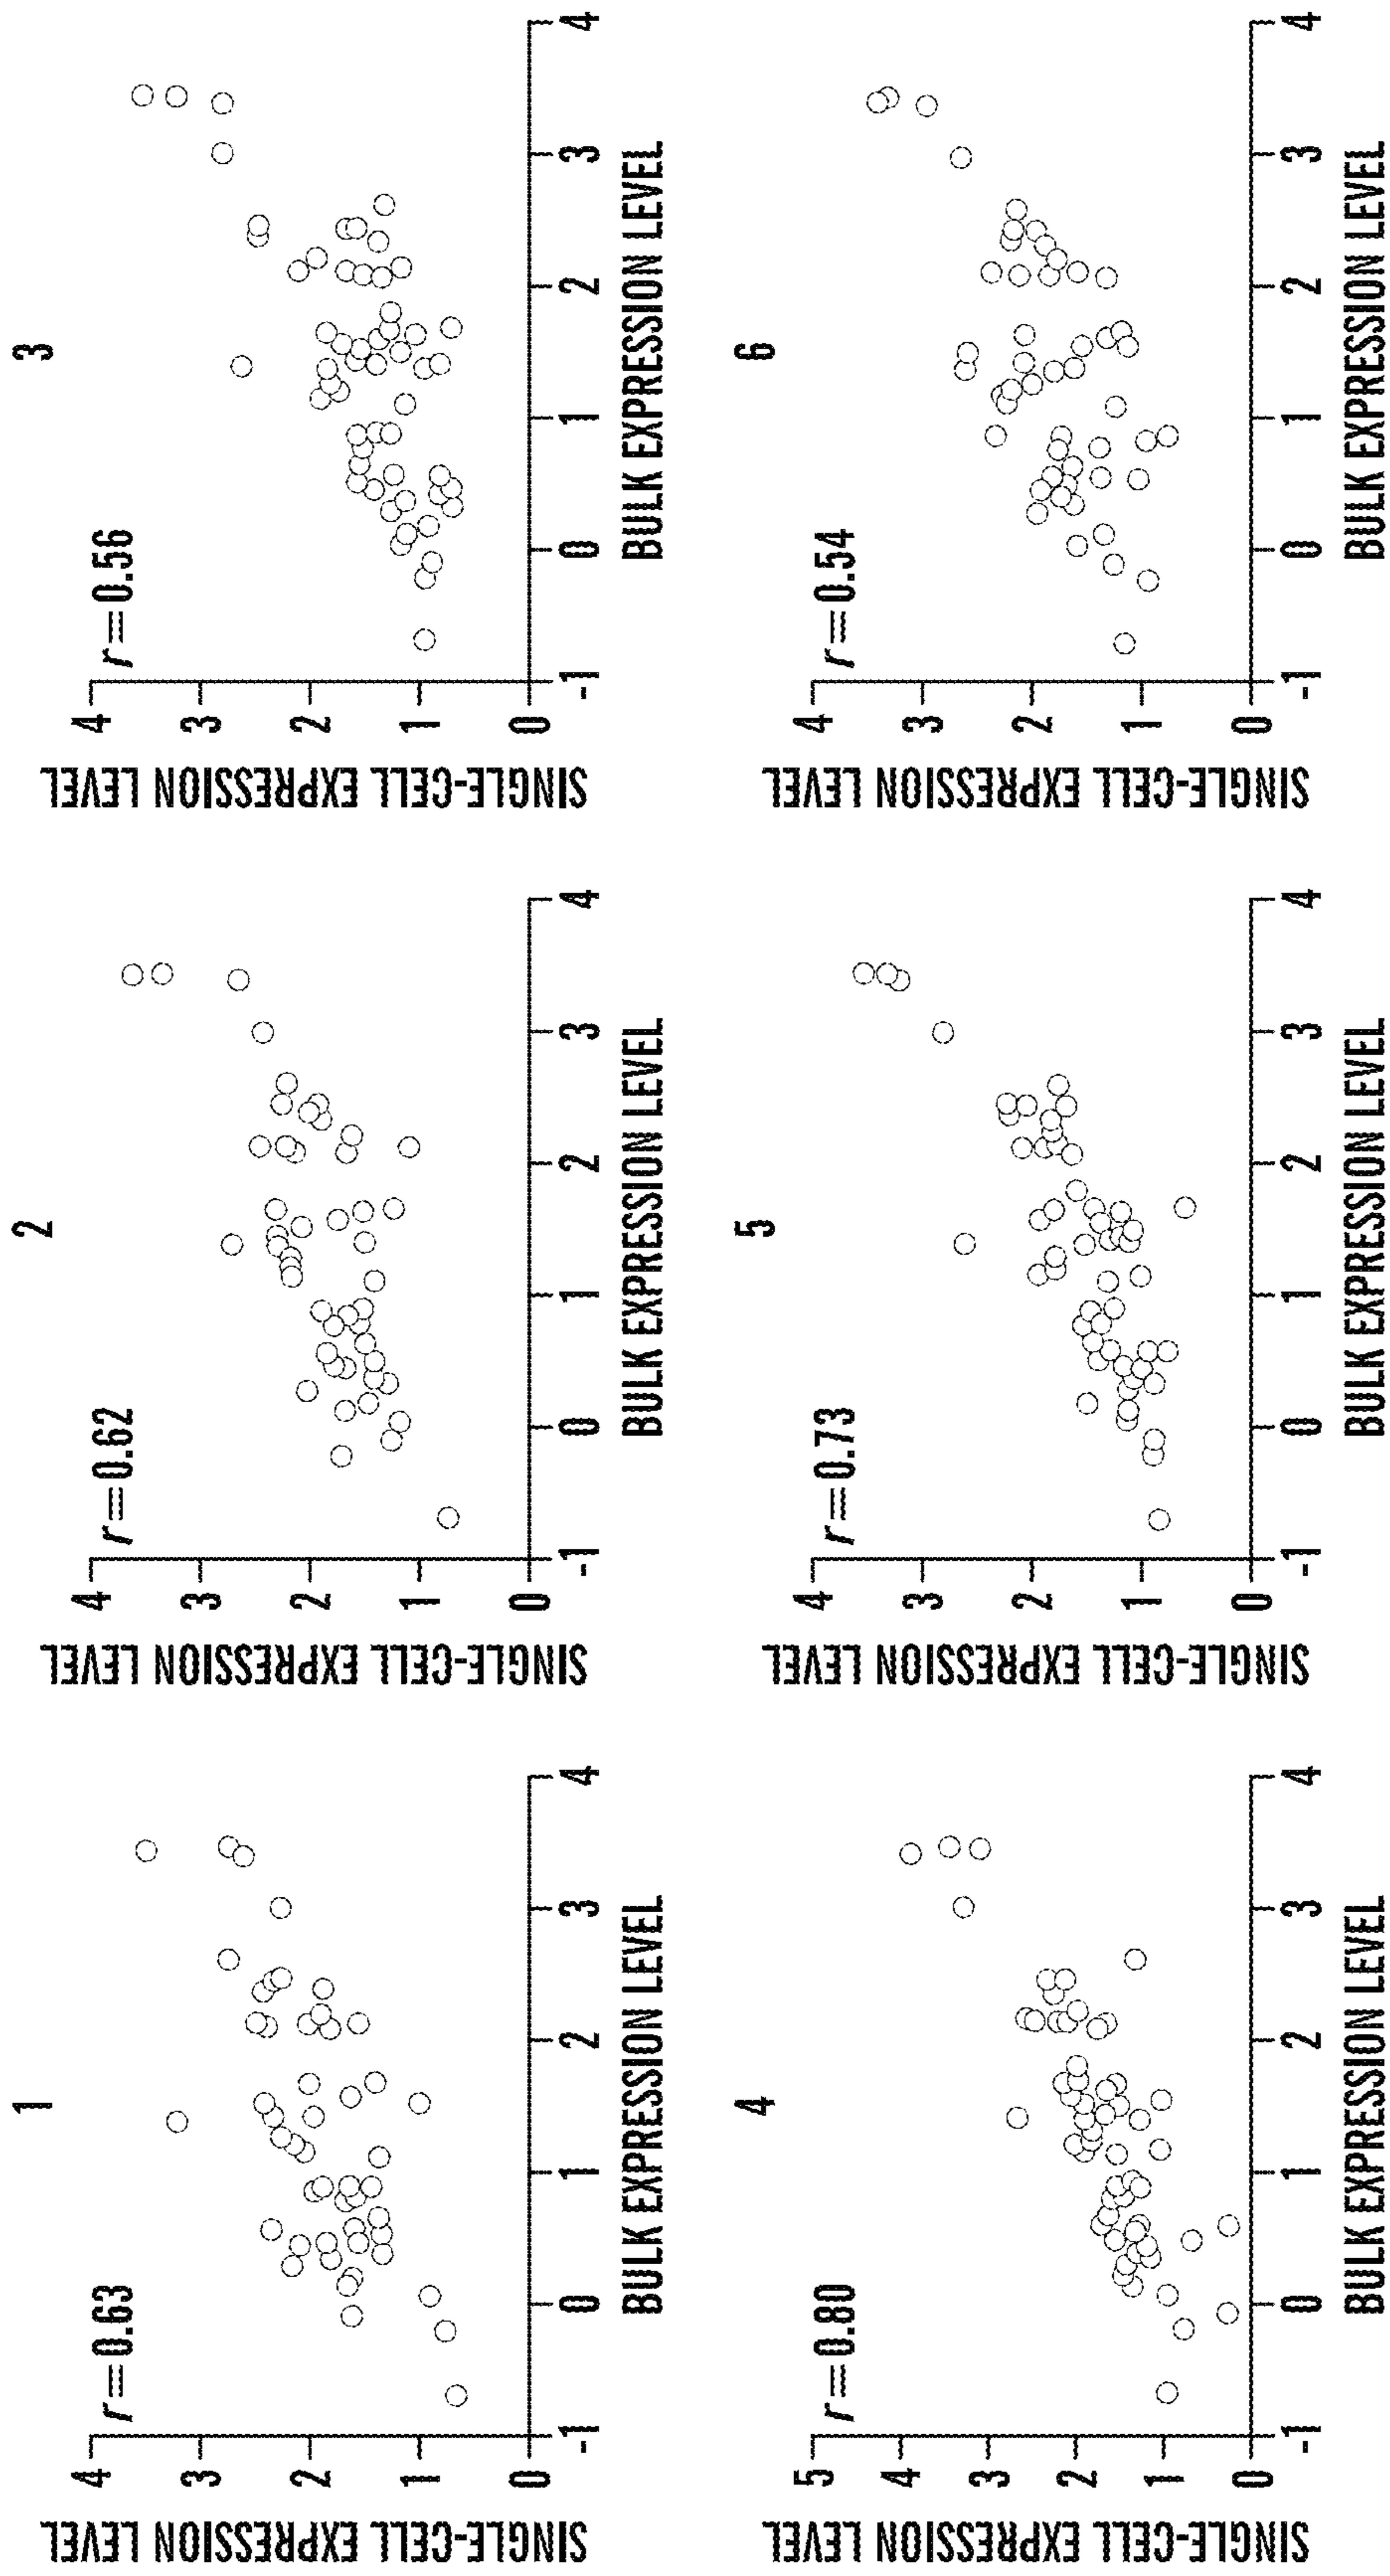 1
r=0.63
SINGLE-CELL EXPRESSION LEVEL
4
3
2
1
0
-1 0 1 2 3 4
BULK EXPRESSION LEVEL
2
r=0.62
SINGLE-CELL EXPRESSION LEVEL
4
3
2
1
0
-1 0 1 2 3 4
BULK EXPRESSION LEVEL
3
r=0.56
SINGLE-CELL EXPRESSION LEVEL
4
3
2
1
0
-1 0 1 2 3 4
BULK EXPRESSION LEVEL
4
r=0.80
SINGLE-CELL EXPRESSION LEVEL
5
4
3
2
1
0
-1 0 1 2 3 4
BULK EXPRESSION LEVEL
5
r=0.73
SINGLE-CELL EXPRESSION LEVEL
4
3
2
1
0
-1 0 1 2 3 4
BULK EXPRESSION LEVEL
6
r=0.54
SINGLE-CELL EXPRESSION LEVEL
4
3
2
1
0
-1 0 1 2 3 4
BULK EXPRESSION LEVEL